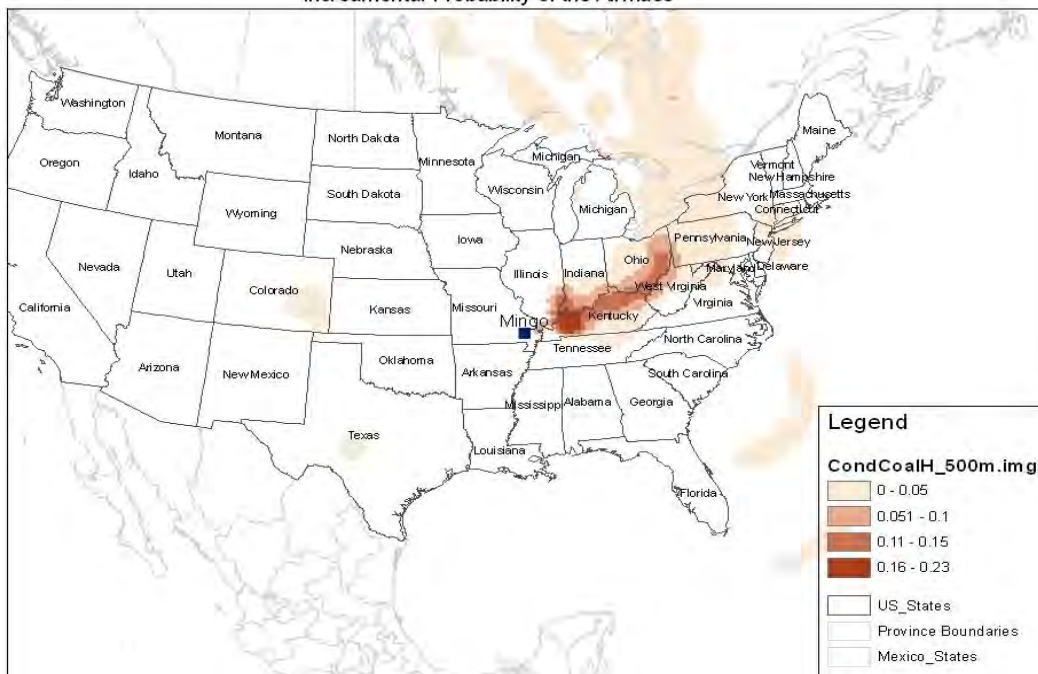 Incremental Probability of the Airmass
Washington
Montana
North Dakota
Minnesota
Michigan
Maine
Vermont
New Hampshire
Oregon
Idaho
South Dakota
Wisconsin
New York
Massachusetts
Wyoming
Michigan
Connecticut
Iowa
Pennsylvania
New Jersey
Nebraska
Ohio
Nevada
Utah
Illinois
Indiana
Maryland
Delaware
Colorado
West Virginia
California
Kansas
Missouri
Virginia
Mingo
Kentucky
North Carolina
Tennessee
Oklahoma
Arizona
New Mexico
Arkansas
South Carolina
Mississippi
Alabama
Georgia
Texas
Louisiana
Florida
Legend
CondCoalH_500m.img
0 - 0.05
0.051 - 0.1
0.11 - 0.15
0.16 - 0.23
US_States
Province Boundaries
Mexico_States